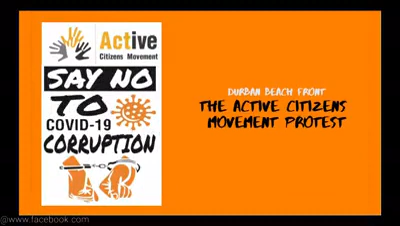 Active
Citizens Movement
SAY NO
TO
COVID-19
CORRUPTION
DURBAN BEACH FRONT
THE ACTIVE CITIZENS
MOVEMENT PROTEST
@www.facebook.com